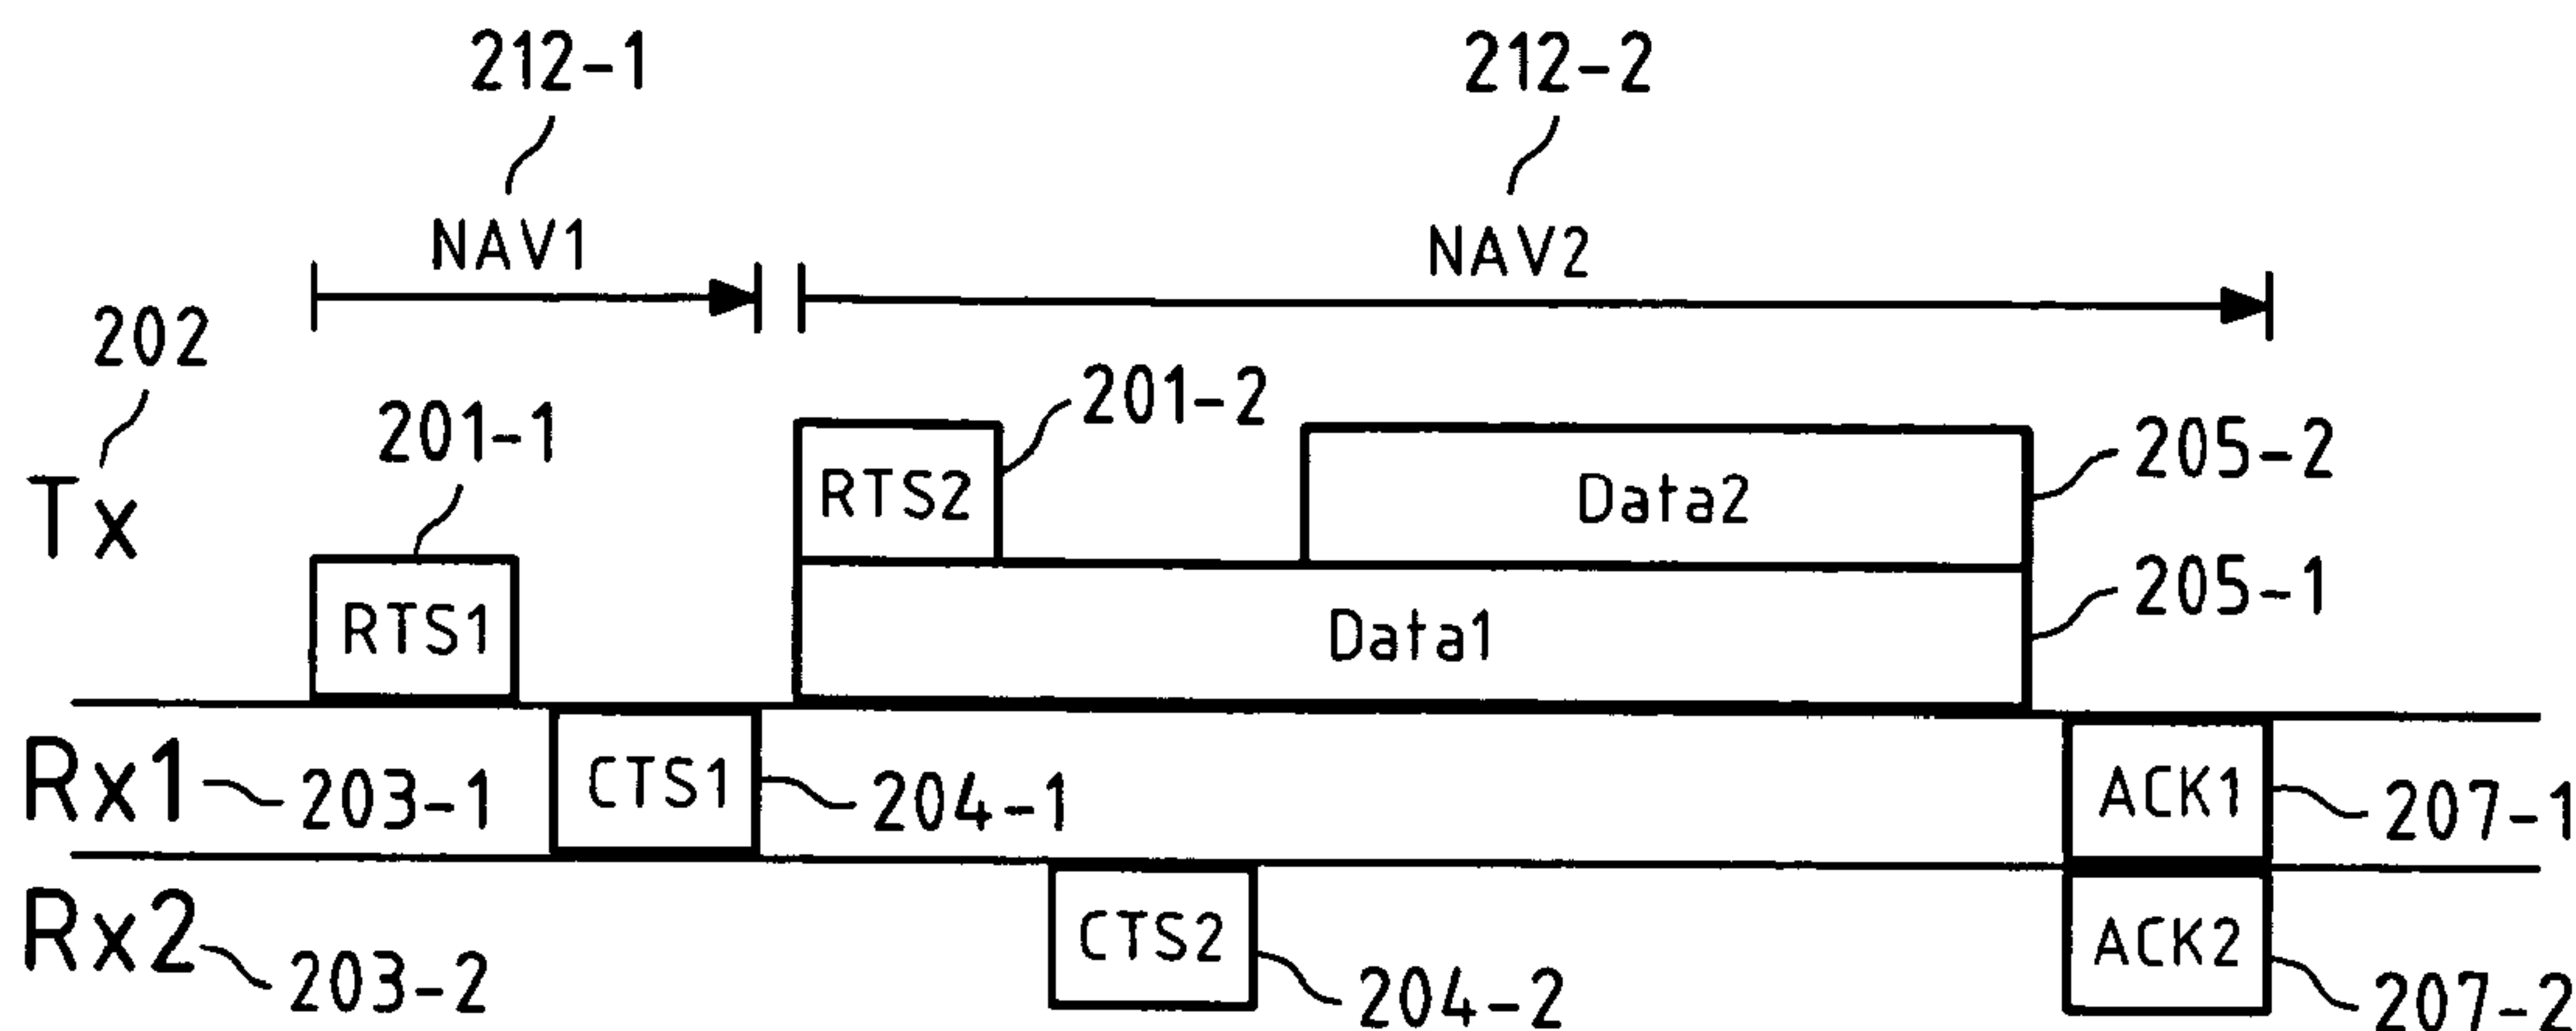 212-1 212-2
NAV1 NAV2
202
201-1 201-2
Tx RTS2 Data2 205-2
RTS1 Data1 205-1
Rx1 203-1 CTS1 204-1 ACK1 207-1
Rx2 203-2 CTS2 204-2 ACK2 207-2